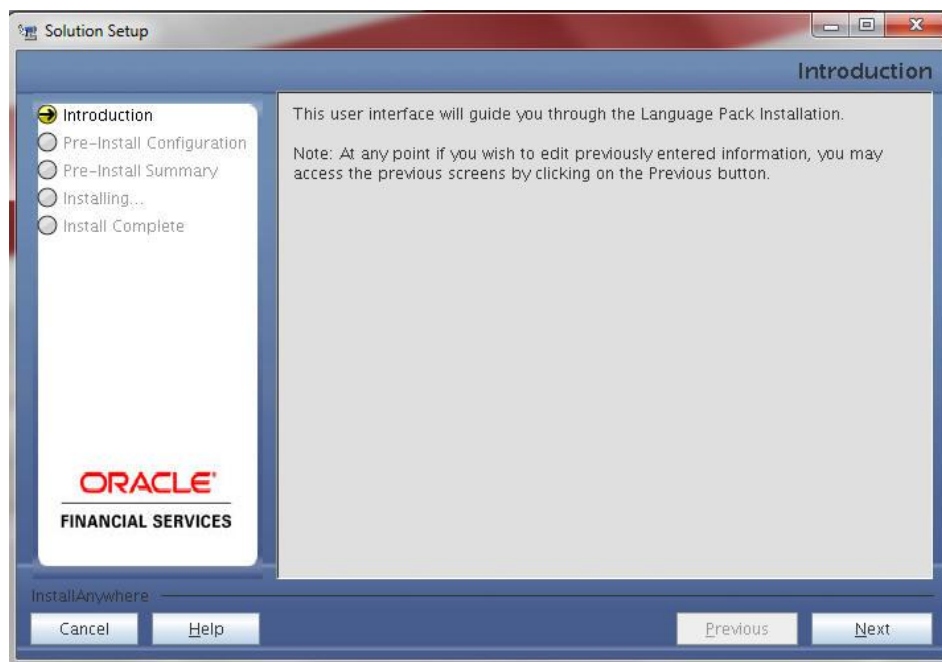 Solution Setup
Introduction
Introduction
Pre-Install Configuration
Pre-Install Summary
Installing...
Install Complete
ORACLE
FINANCIAL SERVICES
This user interface will guide you through the Language Pack Installation.
Note: At any point if you wish to edit previously entered information, you may
access the previous screens by clicking on the Previous button.
InstallAnywhere
Cancel
Help
Previous
Next